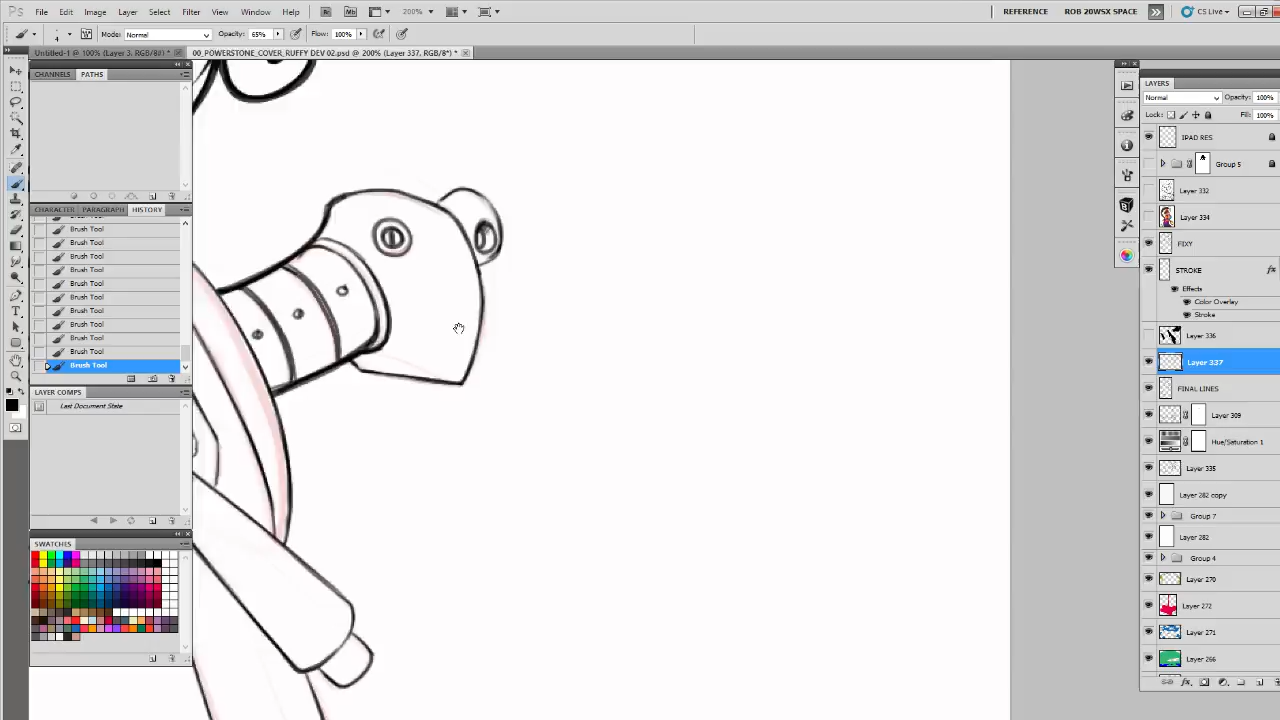 Ps File Edit Image Layer Select Filter View Window Help Br Mb 200% REFERENCE ROB 20WSX SPACE CS Live
4 Mode: Normal Opacity: 65% Flow: 100%
Untitled-1 @ 100% (Layer 3, RGB/8#) * 00_POWERSTONE_COVER_RUFFY DEV 02.psd @ 200% (Layer 337, RGB/8*) *
CHANNELS PATHS
CHARACTER PARAGRAPH HISTORY
Brush Tool
Brush Tool
Brush Tool
Brush Tool
Brush Tool
Brush Tool
Brush Tool
Brush Tool
Brush Tool
Brush Tool
Brush Tool
Brush Tool
LAYER COMPS
Last Document State
SWATCHES
LAYERS
Normal Opacity: 100%
Lock: Fill: 100%
IPAD RES
Group 5
Layer 332
Layer 334
FIXY
STROKE fx
Effects
Color Overlay
Stroke
Layer 336
Layer 337
FINAL LINES
Layer 309
Hue/Saturation 1
Layer 335
Layer 282 copy
Group 7
Layer 282
Group 4
Layer 270
Layer 272
Layer 271
Layer 266